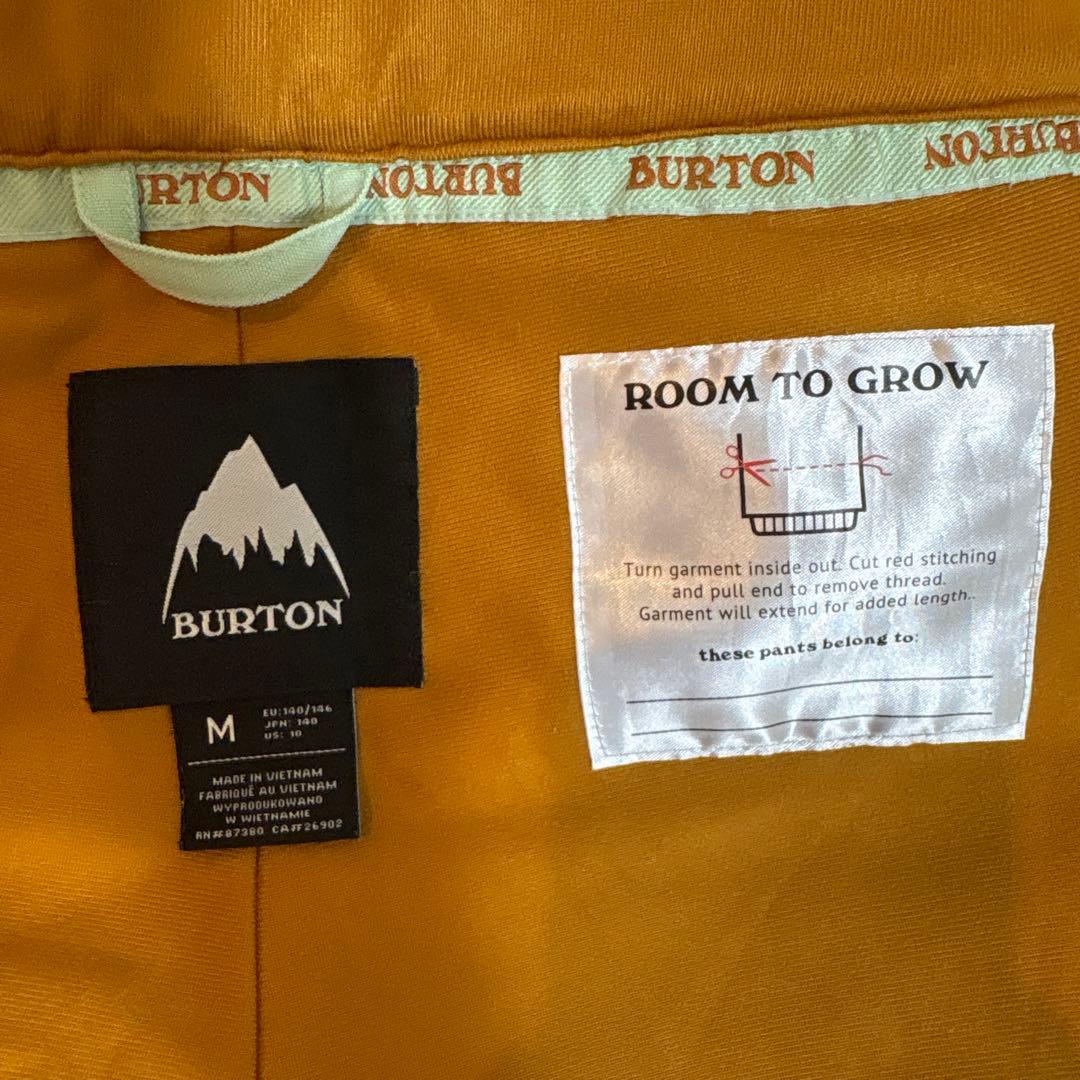 BURTON BURTON BURTON
BURTON
M
EU:140/146
JPN: 140
US: 10
MADE IN VIETNAM
FABRIQUÉ AU VIETNAM
WYPRODUKOWANO
W WIETNAMIE
RN#87380 CA#26902
ROOM TO GROW
Turn garment inside out. Cut red stitching
and pull end to remove thread.
Garment will extend for added length..
these pants belong to: